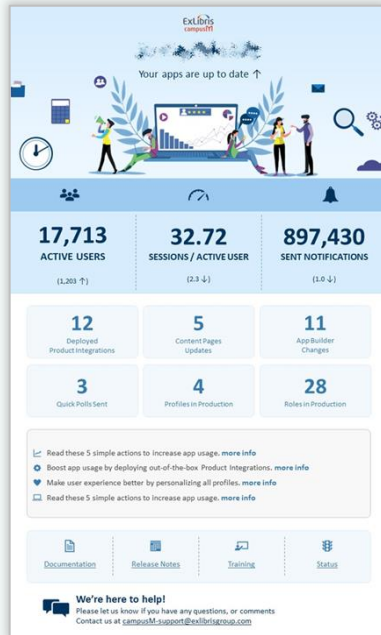 ExLibris
campusM
Your apps are up to date ↑
17,713
ACTIVE USERS
(1,203 ↑)
32.72
SESSIONS / ACTIVE USER
(2.3 ↓)
897,430
SENT NOTIFICATIONS
(1.0 ↓)
12
Deployed
Product Integrations
5
Content Pages
Updates
11
App Builder
Changes
3
Quick Polls Sent
4
Profiles in Production
28
Roles in Production
Read these 5 simple actions to increase app usage. more info
Boost app usage by deploying out-of-the-box Product Integrations. more info
Make user experience better by personalizing all profiles. more info
Read these 5 simple actions to increase app usage. more info
Documentation
Release Notes
Training
Status
We're here to help!
Please let us know if you have any questions, or comments
Contact us at campusM-support@exlibrisgroup.com